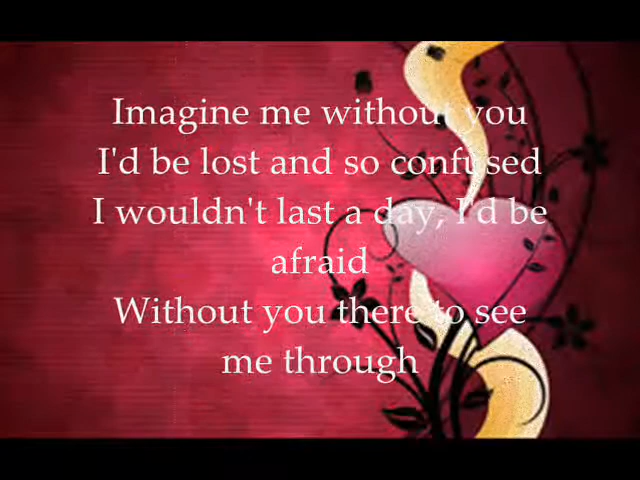 Imagine me without you
I'd be lost and so confused
I wouldn't last a day, I'd be
afraid
Without you there to see
me through